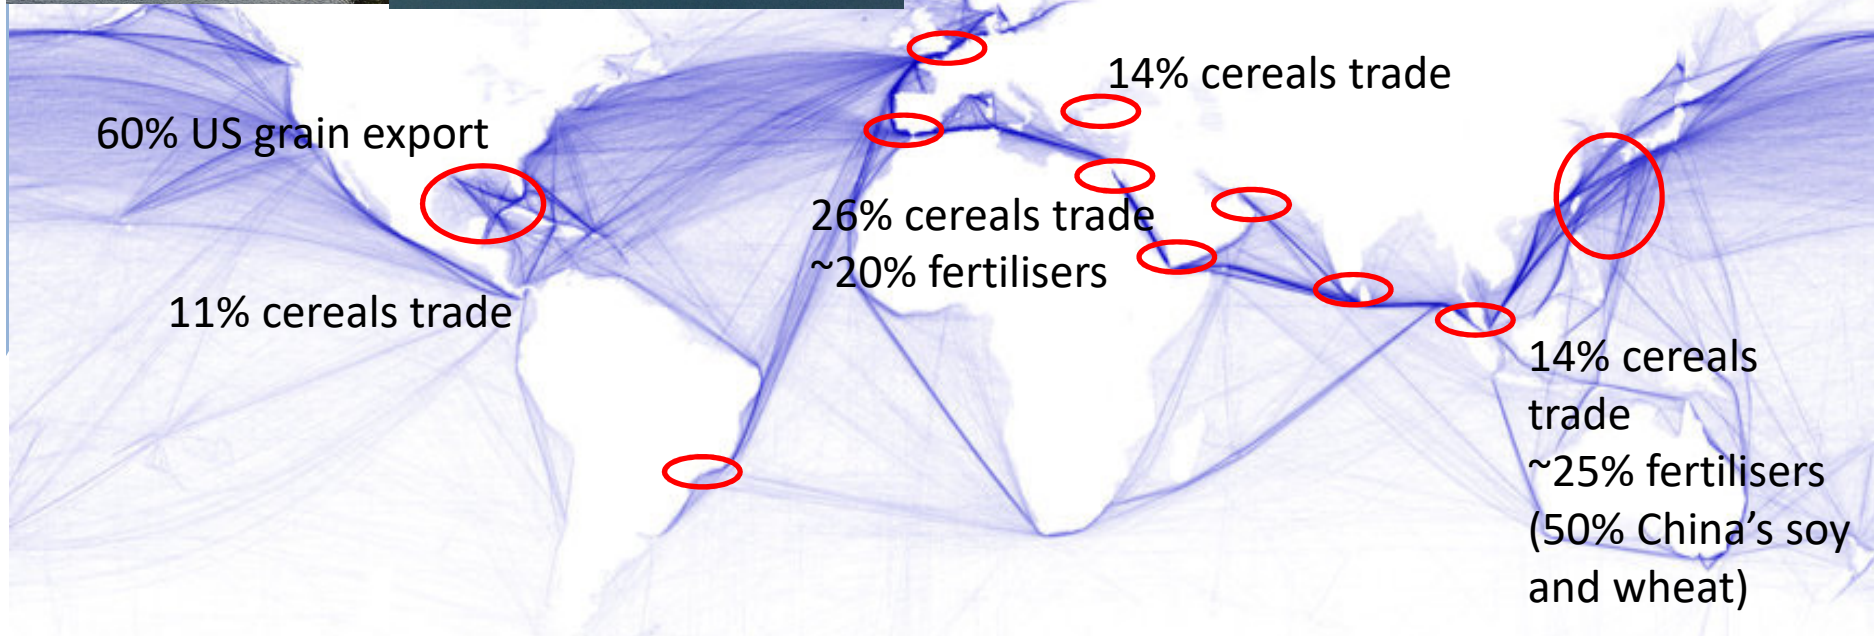 14% cereals trade
60% US grain export
26% cereals trade
~20% fertilisers
11% cereals trade
14% cereals
trade
~25% fertilisers
(50% China’s soy
and wheat)